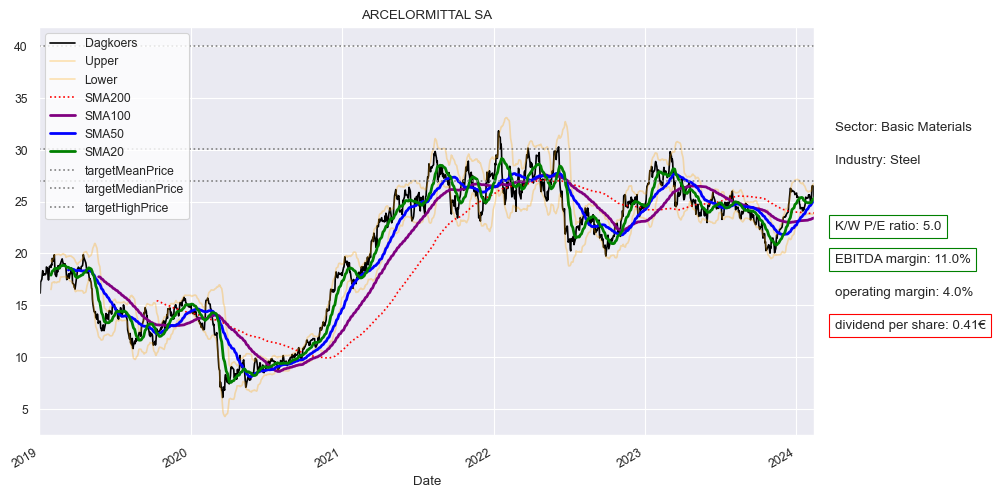 ARCELORMITTAL SA
40
35
30
25
20
15
10
5
Dagkoers
Upper
Lower
SMA200
SMA100
SMA50
SMA20
targetMeanPrice
targetMedianPrice
targetHighPrice
2019
2020
2021
2022
2023
2024
Date
Sector: Basic Materials
Industry: Steel
K/W P/E ratio: 5.0
EBITDA margin: 11.0%
operating margin: 4.0%
dividend per share: 0.41€